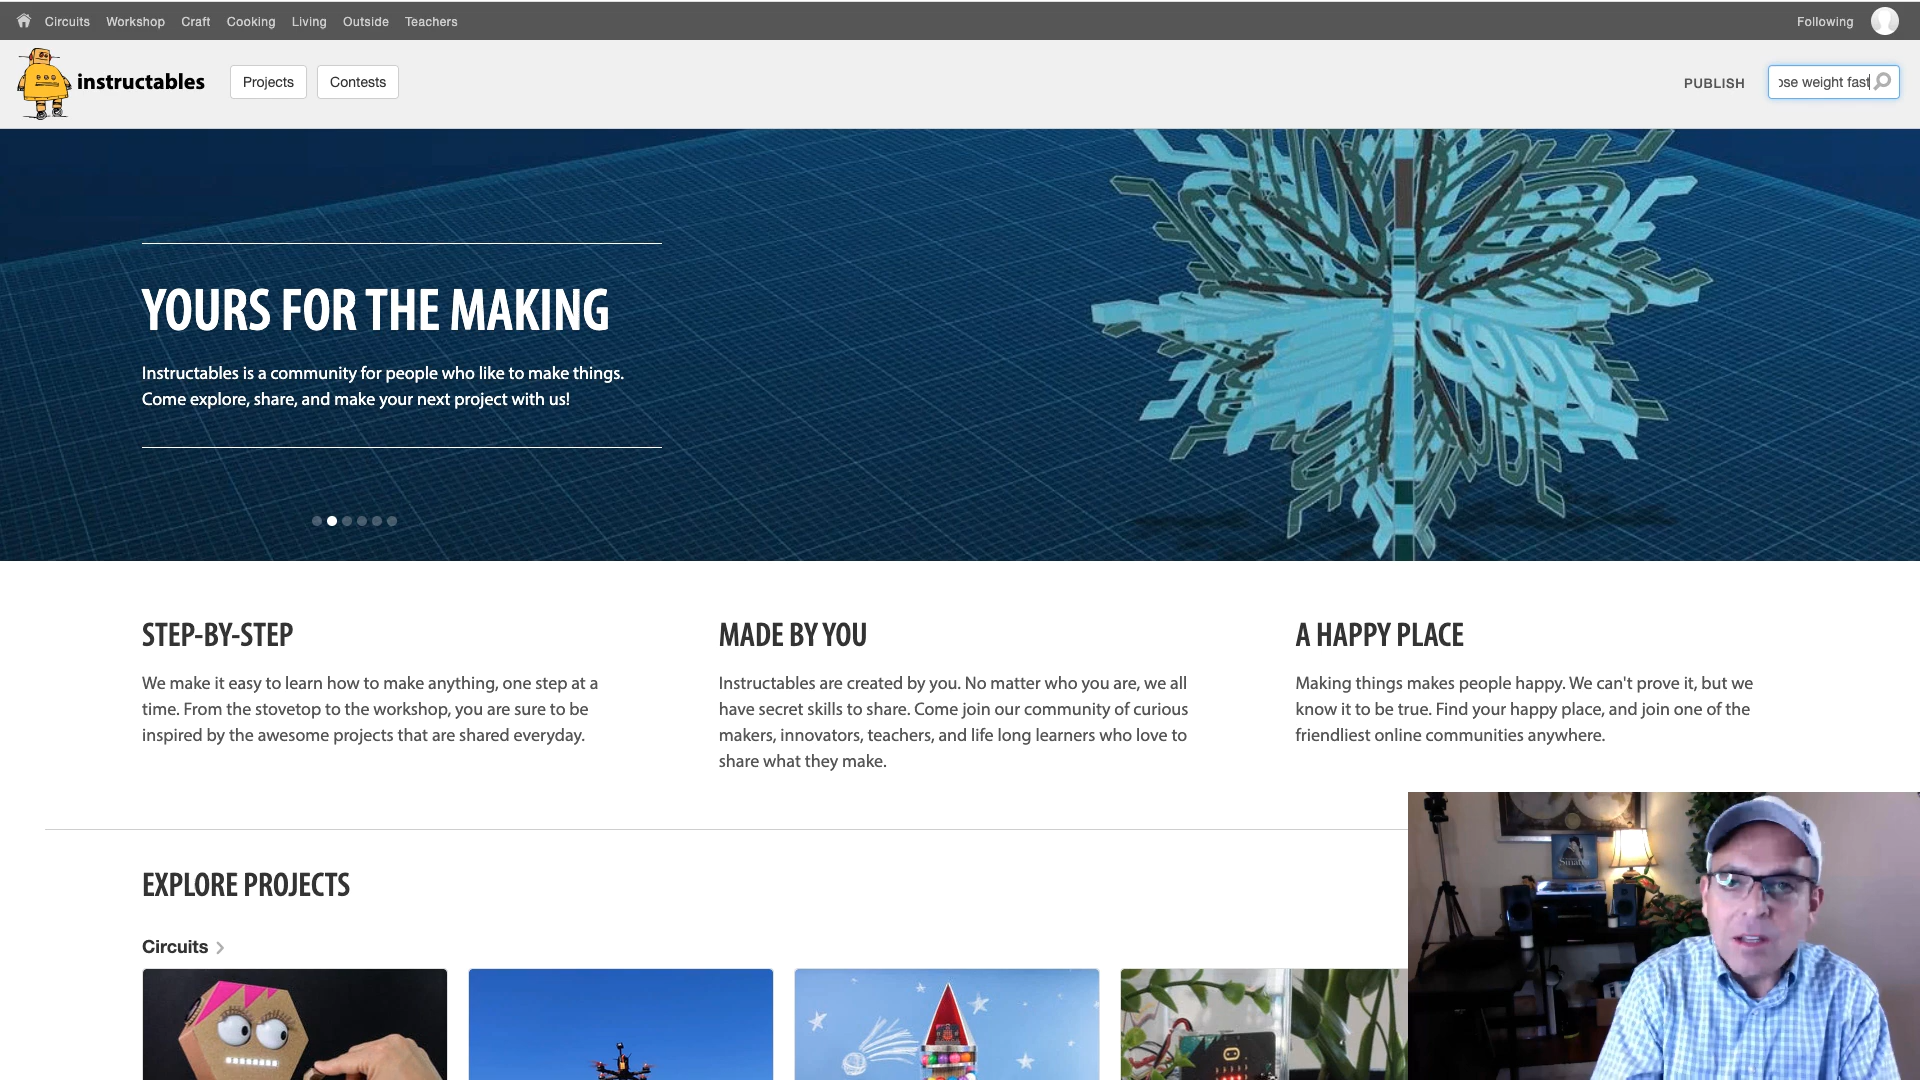 Circuits Workshop Craft Cooking Living Outside Teachers Following
instructables Projects Contests PUBLISH ose weight fast
YOURS FOR THE MAKING
Instructables is a community for people who like to make things.
Come explore, share, and make your next project with us!
STEP-BY-STEP
We make it easy to learn how to make anything, one step at a
time. From the stovetop to the workshop, you are sure to be
inspired by the awesome projects that are shared everyday.
MADE BY YOU
Instructables are created by you. No matter who you are, we all
have secret skills to share. Come join our community of curious
makers, innovators, teachers, and life long learners who love to
share what they make.
A HAPPY PLACE
Making things makes people happy. We can't prove it, but we
know it to be true. Find your happy place, and join one of the
friendliest online communities anywhere.
EXPLORE PROJECTS
Circuits
Sinatra